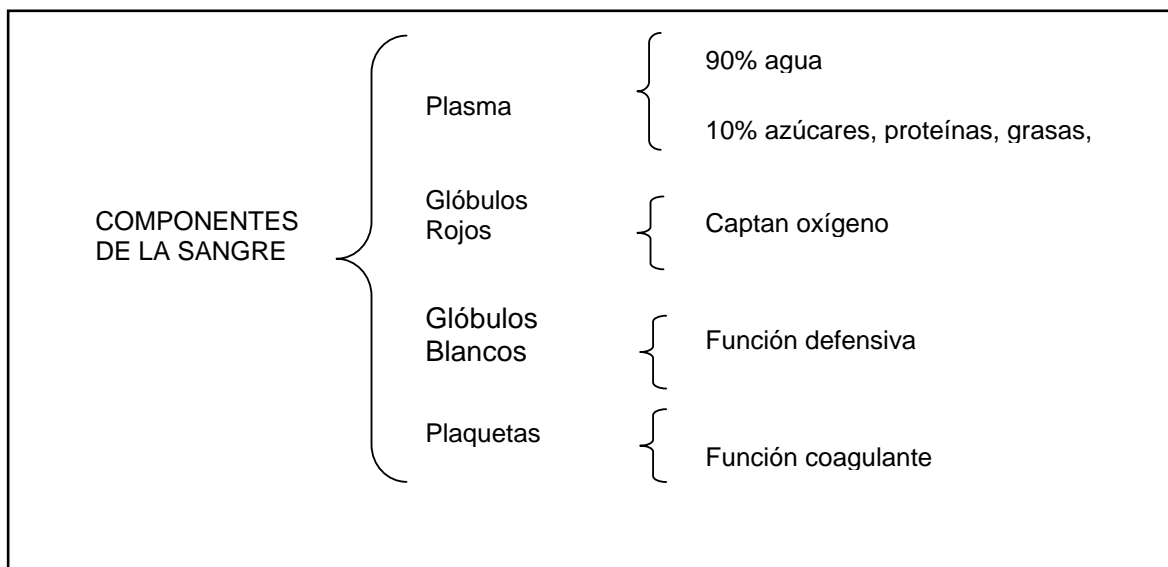 COMPONENTES
DE LA SANGRE
Plasma
90% agua
10% azúcares, proteínas, grasas,
Glóbulos
Rojos
Captan oxígeno
Glóbulos
Blancos
Función defensiva
Plaquetas
Función coagulante